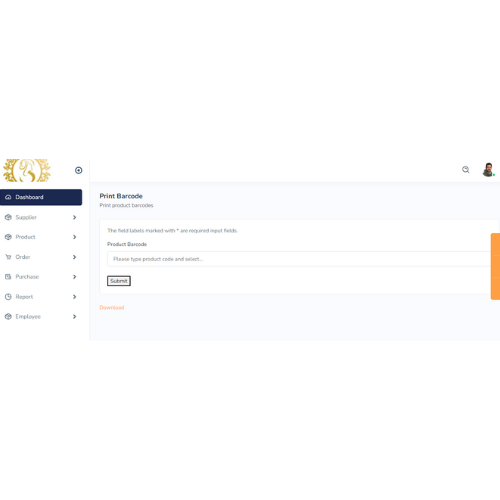 Dashboard
Supplier
Product
Order
Purchase
Report
Employee
Print Barcode
Print product barcodes
The field labels marked with * are required input fields.
Product Barcode
Please type product code and select...
Submit
Download